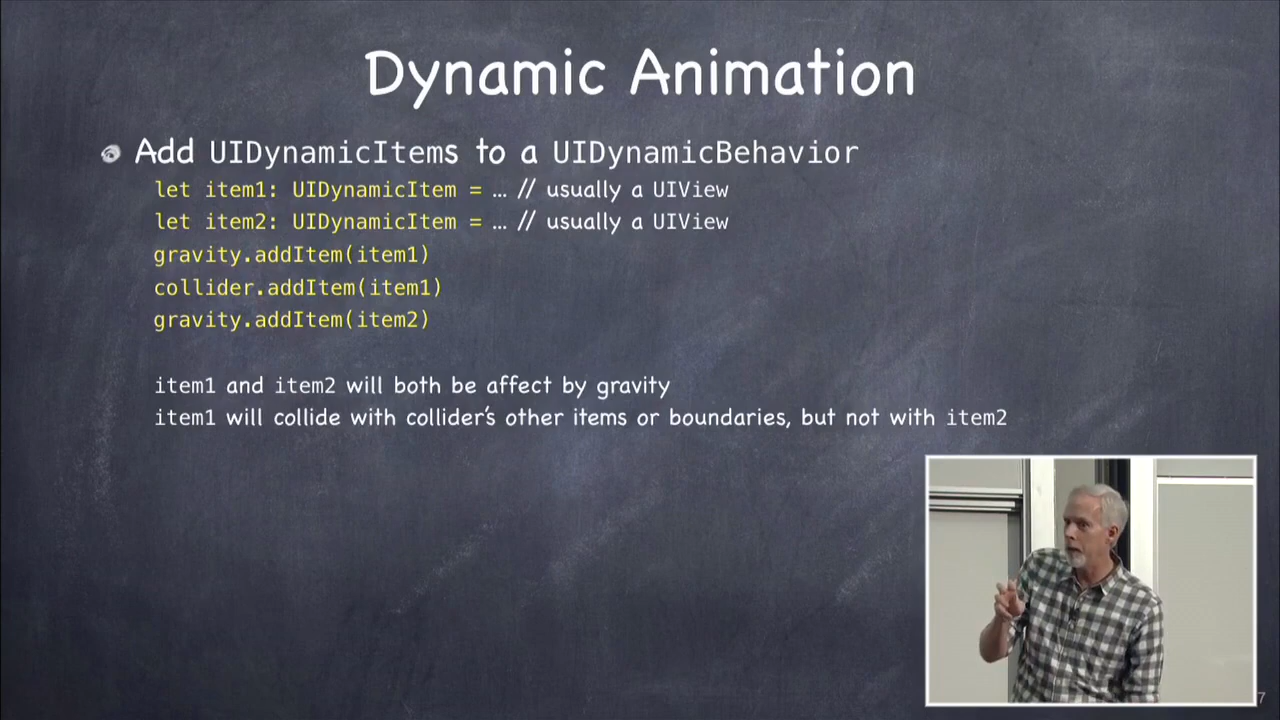 Dynamic Animation
Add UIDynamicItems to a UIDynamicBehavior
let item1: UIDynamicItem = … // usually a UIView
let item2: UIDynamicItem = … // usually a UIView
gravity.addItem(item1)
collider.addItem(item1)
gravity.addItem(item2)
item1 and item2 will both be affect by gravity
item1 will collide with collider's other items or boundaries, but not with item2
7